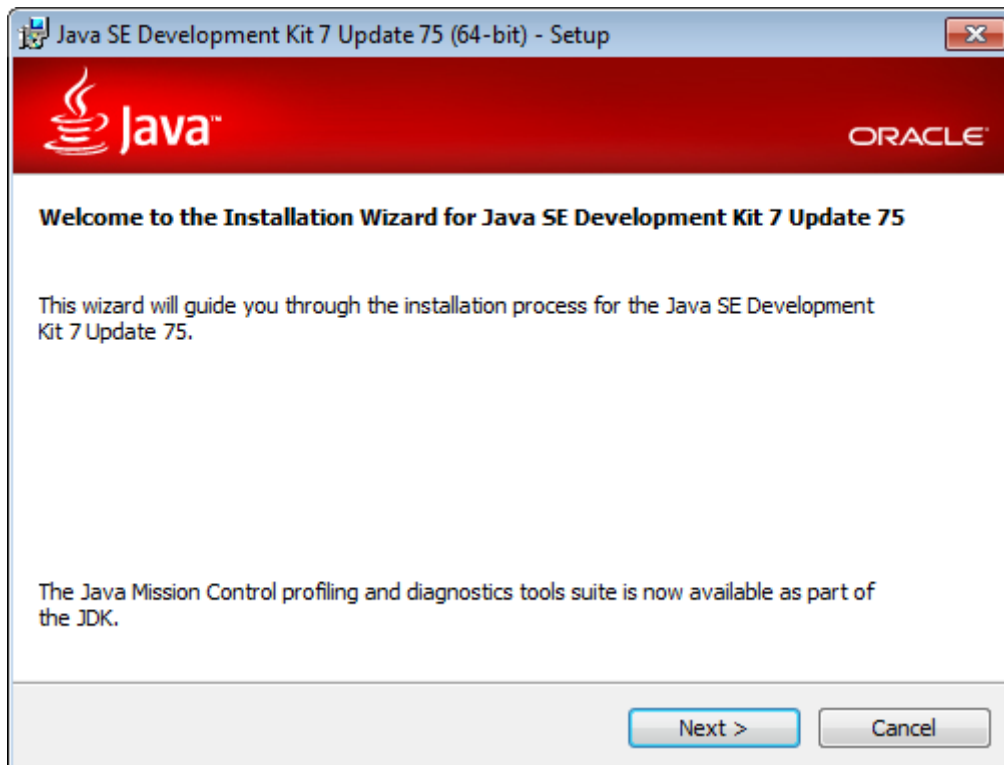 Java SE Development Kit 7 Update 75 (64-bit) - Setup
Java™
ORACLE®
Welcome to the Installation Wizard for Java SE Development Kit 7 Update 75
This wizard will guide you through the installation process for the Java SE Development
Kit 7 Update 75.
The Java Mission Control profiling and diagnostics tools suite is now available as part of
the JDK.
Next >
Cancel